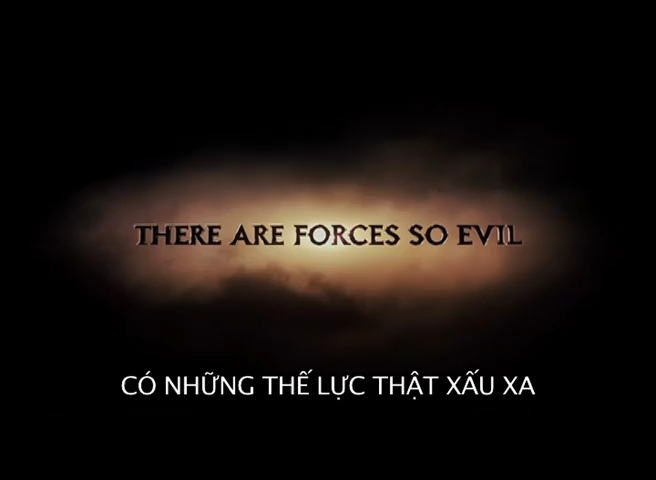 THERE ARE FORCES SO EVIL
CÓ NHỮNG THẾ LỰC THẬT XẤU XA